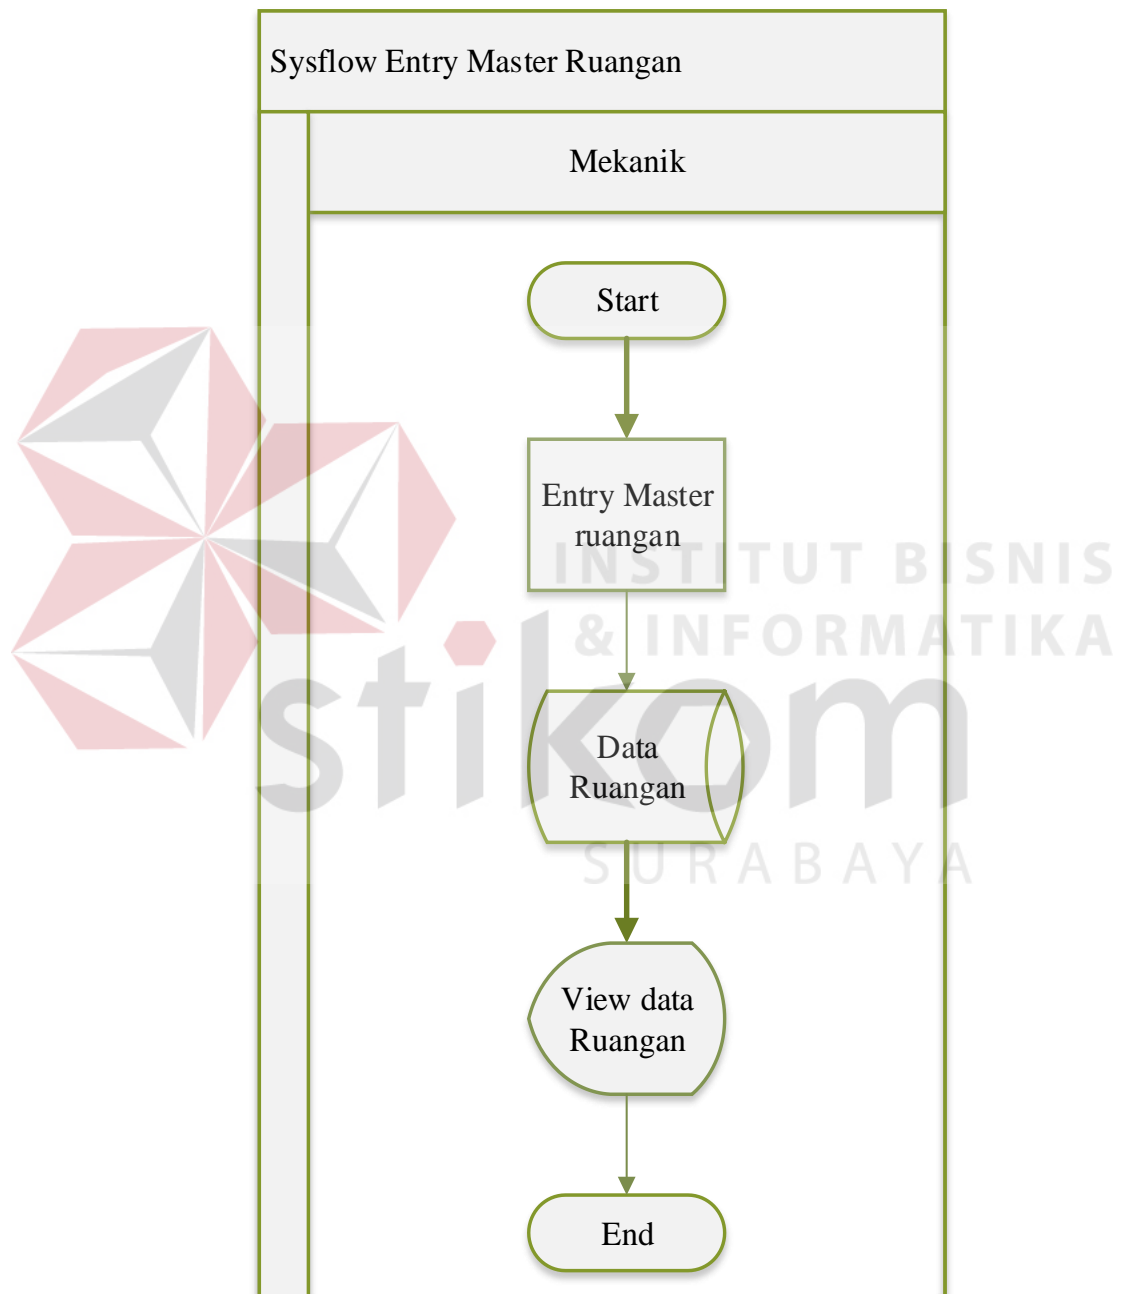 Sysflow Entry Master Ruangan
Mekanik
Start
Entry Master
ruangan
INSTITUT BISNIS
& INFORMATIKA
stikom
Data
Ruangan
SURABAYA
View data
Ruangan
End